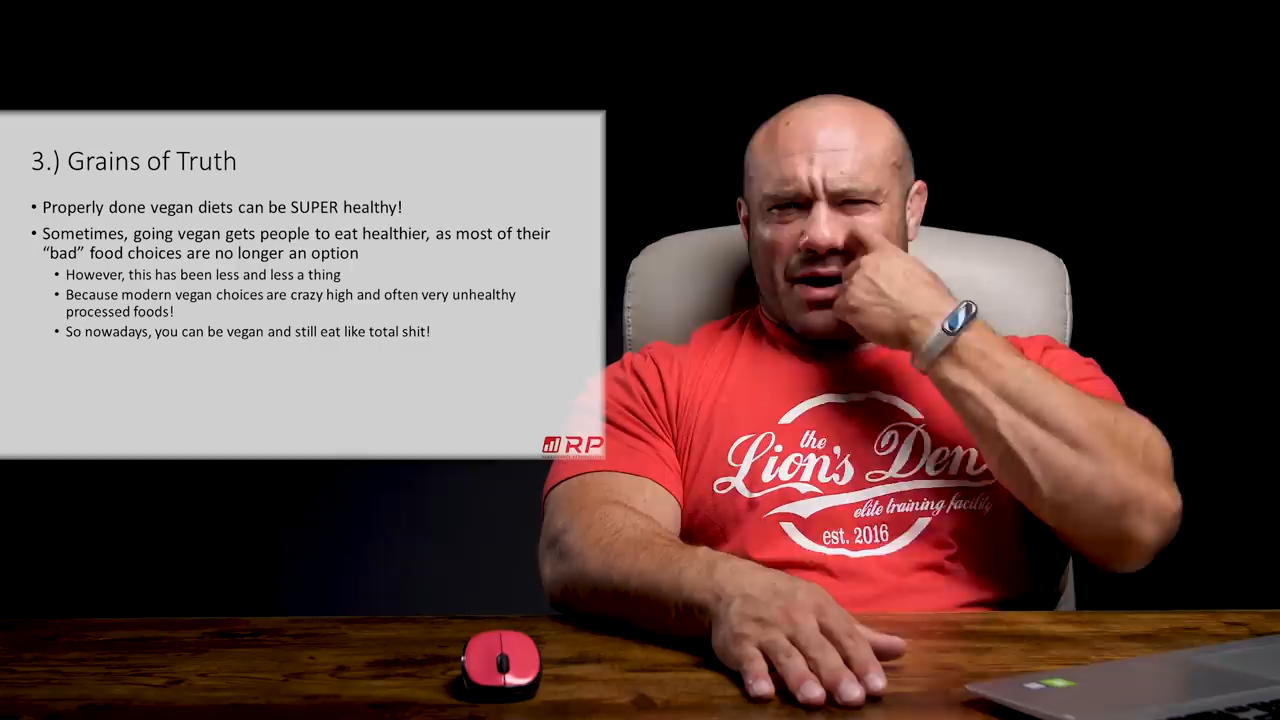 3.) Grains of Truth
• Properly done vegan diets can be SUPER healthy!
• Sometimes, going vegan gets people to eat healthier, as most of their
“bad” food choices are no longer an option
• However, this has been less and less a thing
• Because modern vegan choices are crazy high and often very unhealthy
processed foods!
• So nowadays, you can be vegan and still eat like total shit!
RP
the
Lion's Den
elite training facility
est. 2016